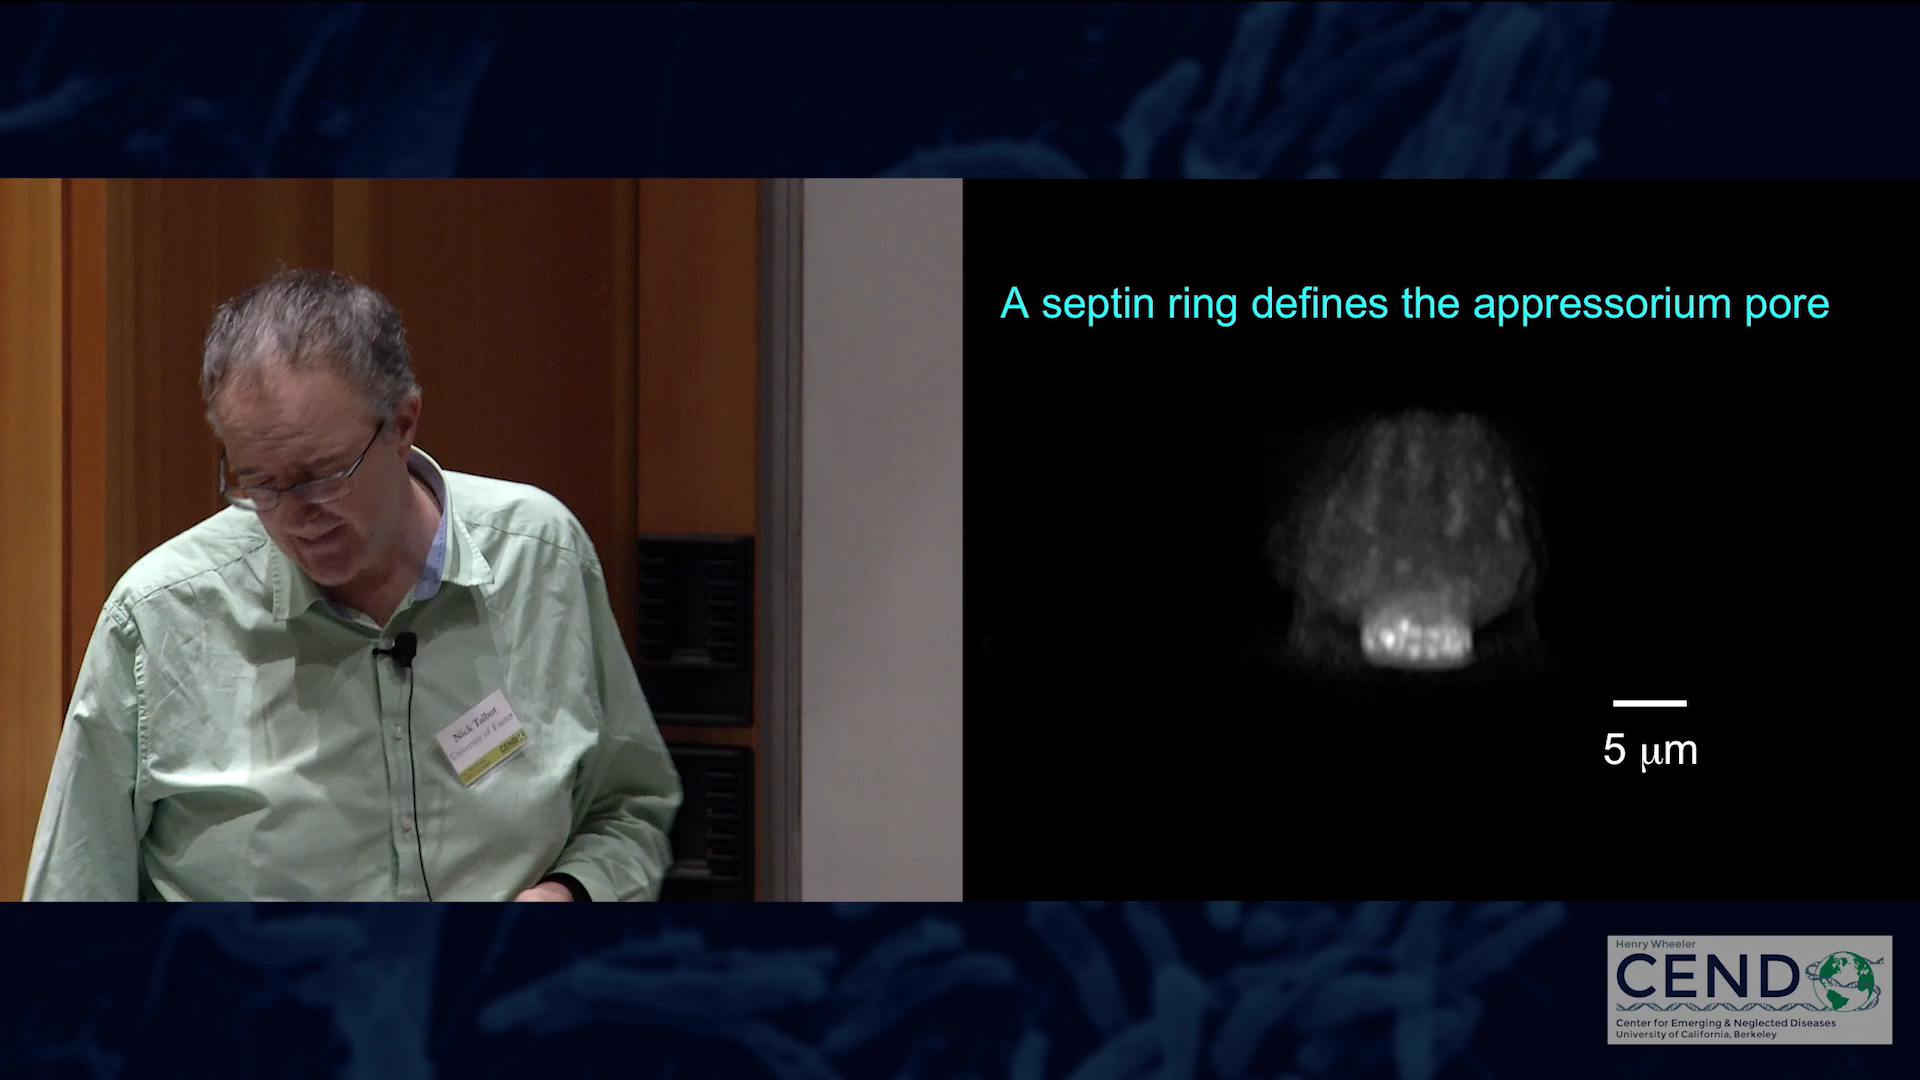 A septin ring defines the appressorium pore
5 μm
Nick Talbot
University of Exeter
CEND
Henry Wheeler
CEND
Center for Emerging & Neglected Diseases
University of California, Berkeley